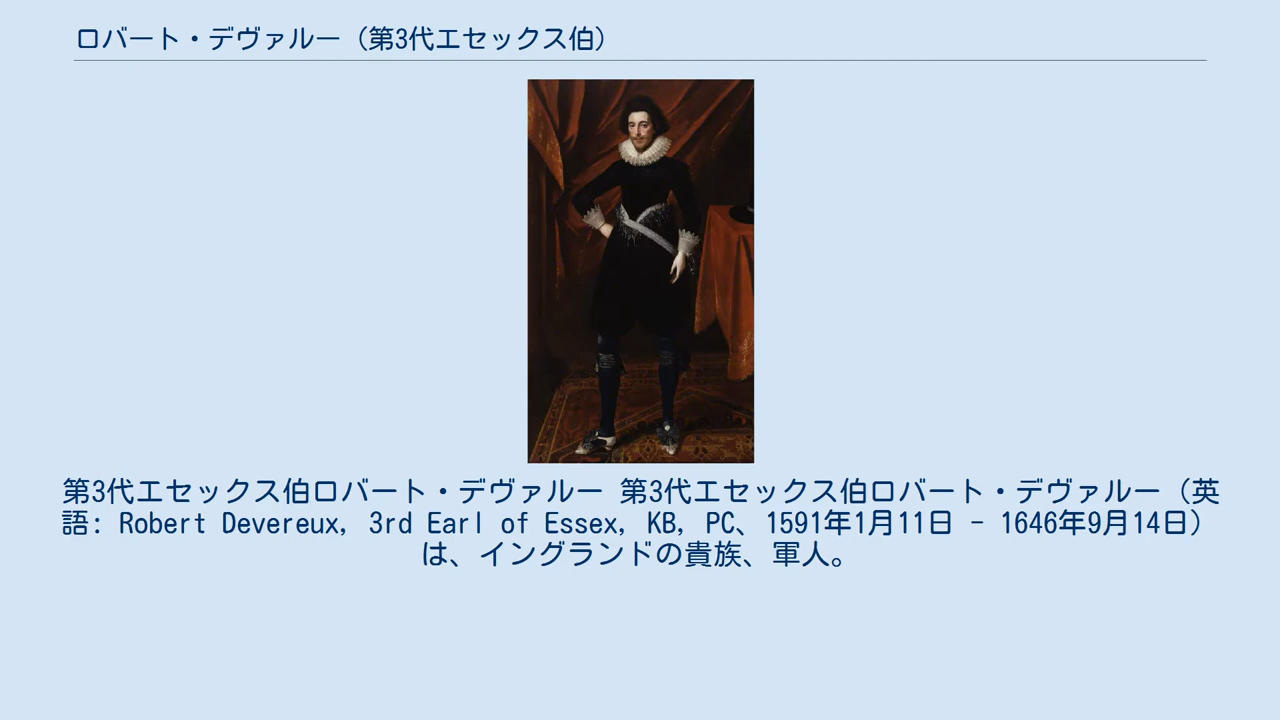 ロバート・デヴァルー（第3代エセックス伯）
第3代エセックス伯ロバート・デヴァルー 第3代エセックス伯ロバート・デヴァルー（英
語: Robert Devereux, 3rd Earl of Essex, KB, PC、1591年1月11日 - 1646年9月14日）
は、イングランドの貴族、軍人。